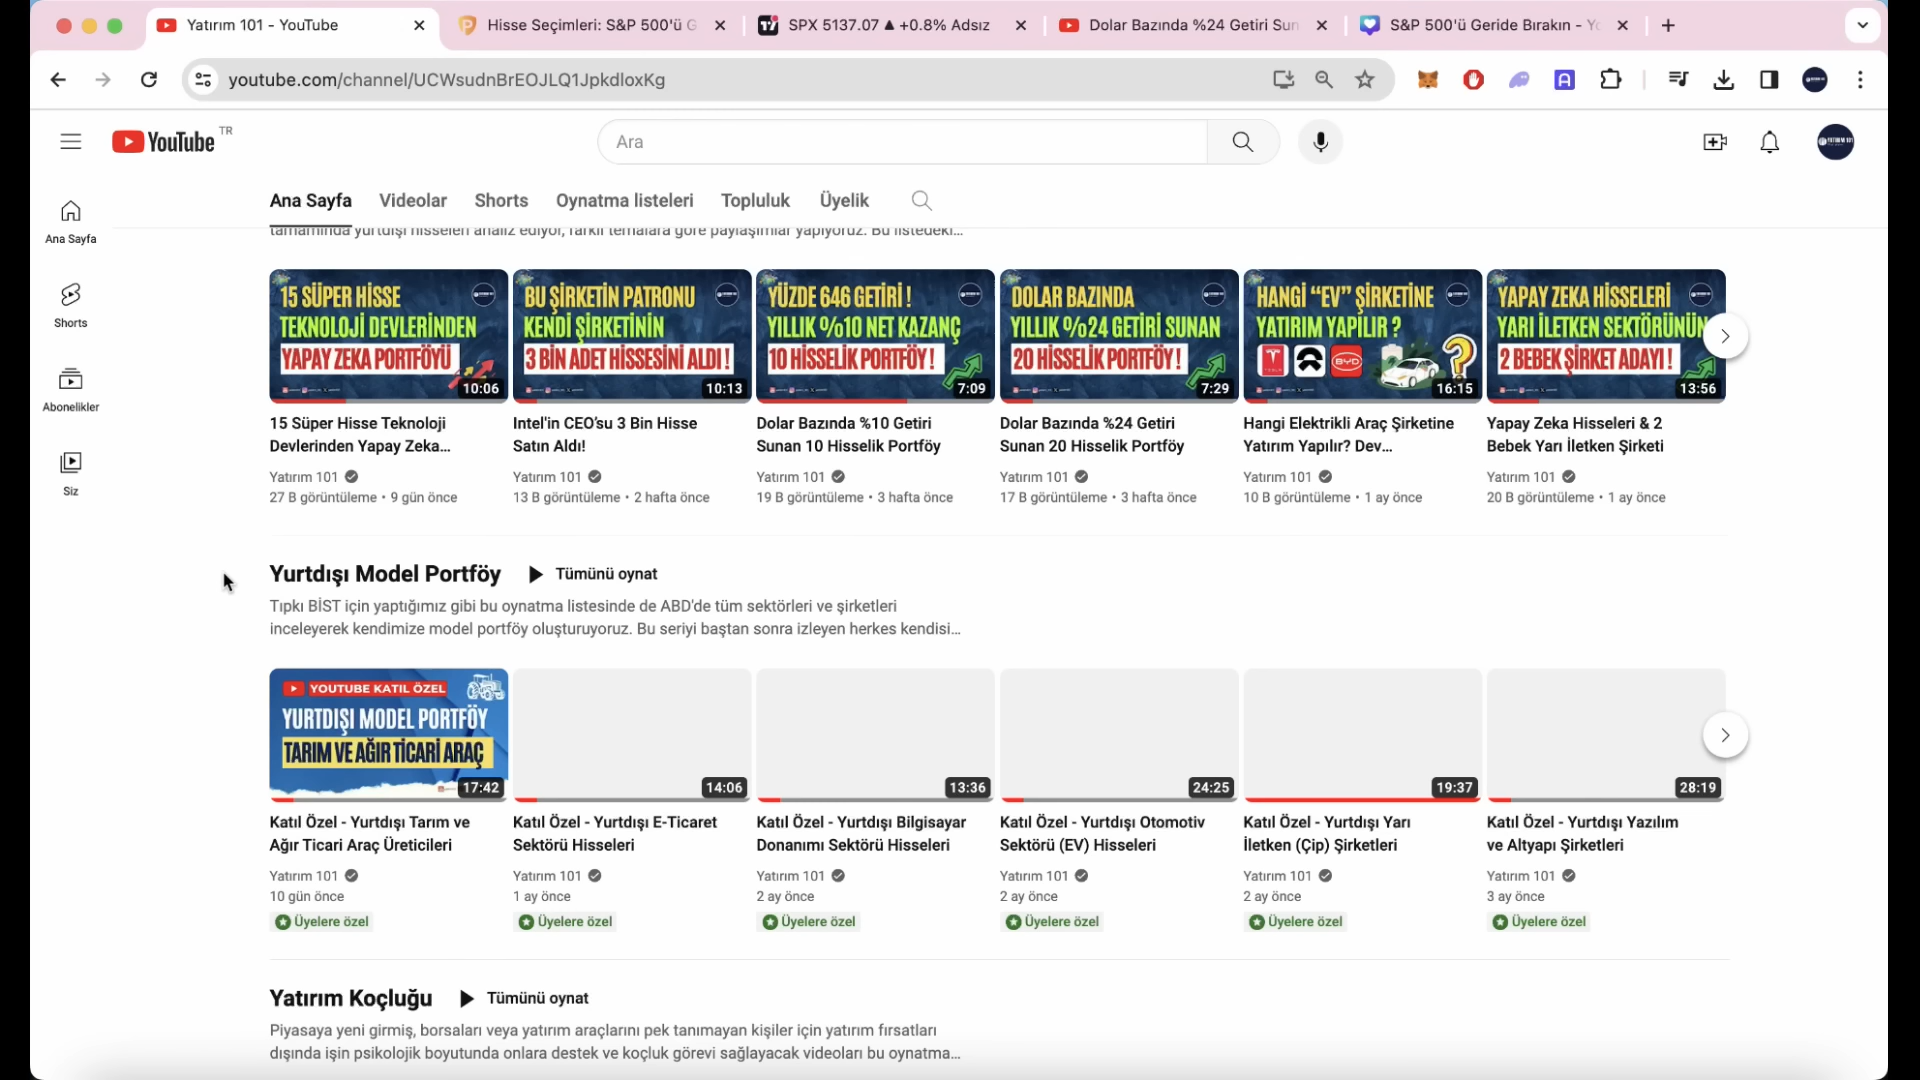 Yatırım 101 - YouTube
Hisse Seçimleri: S&P 500'ü G
SPX 5137.07 ▲ +0.8% Adsız
Dolar Bazında %24 Getiri Sun
S&P 500'ü Geride Bırakın - Yo
youtube.com/channel/UCWsudnBrEOJLQ1JpkdloxKg
YouTube TR
Ara
Ana Sayfa
Videolar
Shorts
Oynatma listeleri
Topluluk
Üyelik
Ana Sayfa
Shorts
Abonelikler
Siz
tamamında yurtdışı hisseleri analiz ediyor, farklı temalara göre paylaşımlar yapıyoruz. Bu listedeki...
15 SÜPER HİSSE
TEKNOLOJİ DEVLERİNDEN
YAPAY ZEKA PORTFÖYÜ
10:06
BU ŞİRKETİN PATRONU
KENDİ ŞİRKETİNİN
3 BİN ADET HİSSESİNİ ALDI !
10:13
YÜZDE 646 GETİRİ !
YILLIK %10 NET KAZANÇ
10 HİSSELİK PORTFÖY !
7:09
DOLAR BAZINDA
YILLIK %24 GETİRİ SUNAN
20 HİSSELİK PORTFÖY !
7:29
HANGİ “EV” ŞİRKETİNE
YATIRIM YAPILIR ?
BYD
16:15
YAPAY ZEKA HİSSELERİ
YARI İLETKEN SEKTÖRÜNÜN
2 BEBEK ŞİRKET ADAYI !
13:56
15 Süper Hisse Teknoloji
Devlerinden Yapay Zeka...
Yatırım 101
27 B görüntüleme • 9 gün önce
Intel'in CEO’su 3 Bin Hisse
Satın Aldı!
Yatırım 101
13 B görüntüleme • 2 hafta önce
Dolar Bazında %10 Getiri
Sunan 10 Hisselik Portföy
Yatırım 101
19 B görüntüleme • 3 hafta önce
Dolar Bazında %24 Getiri
Sunan 20 Hisselik Portföy
Yatırım 101
17 B görüntüleme • 3 hafta önce
Hangi Elektrikli Araç Şirketine
Yatırım Yapılır? Dev...
Yatırım 101
10 B görüntüleme • 1 ay önce
Yapay Zeka Hisseleri & 2
Bebek Yarı İletken Şirketi
Yatırım 101
20 B görüntüleme • 1 ay önce
Yurtdışı Model Portföy
Tümünü oynat
Tıpkı BİST için yaptığımız gibi bu oynatma listesinde de ABD'de tüm sektörleri ve şirketleri
inceleyerek kendimize model portföy oluşturuyoruz. Bu seriyi baştan sonra izleyen herkes kendisi...
YOUTUBE KATIL ÖZEL
YURTDIŞI MODEL PORTFÖY
TARIM VE AĞIR TİCARİ ARAÇ
17:42
14:06
13:36
24:25
19:37
28:19
Katıl Özel - Yurtdışı Tarım ve
Ağır Ticari Araç Üreticileri
Yatırım 101
10 gün önce
Üyelere özel
Katıl Özel - Yurtdışı E-Ticaret
Sektörü Hisseleri
Yatırım 101
1 ay önce
Üyelere özel
Katıl Özel - Yurtdışı Bilgisayar
Donanımı Sektörü Hisseleri
Yatırım 101
2 ay önce
Üyelere özel
Katıl Özel - Yurtdışı Otomotiv
Sektörü (EV) Hisseleri
Yatırım 101
2 ay önce
Üyelere özel
Katıl Özel - Yurtdışı Yarı
İletken (Çip) Şirketleri
Yatırım 101
2 ay önce
Üyelere özel
Katıl Özel - Yurtdışı Yazılım
ve Altyapı Şirketleri
Yatırım 101
3 ay önce
Üyelere özel
Yatırım Koçluğu
Tümünü oynat
Piyasaya yeni girmiş, borsaları veya yatırım araçlarını pek tanımayan kişiler için yatırım fırsatları
dışında işin psikolojik boyutunda onlara destek ve koçluk görevi sağlayacak videoları bu oynatma...